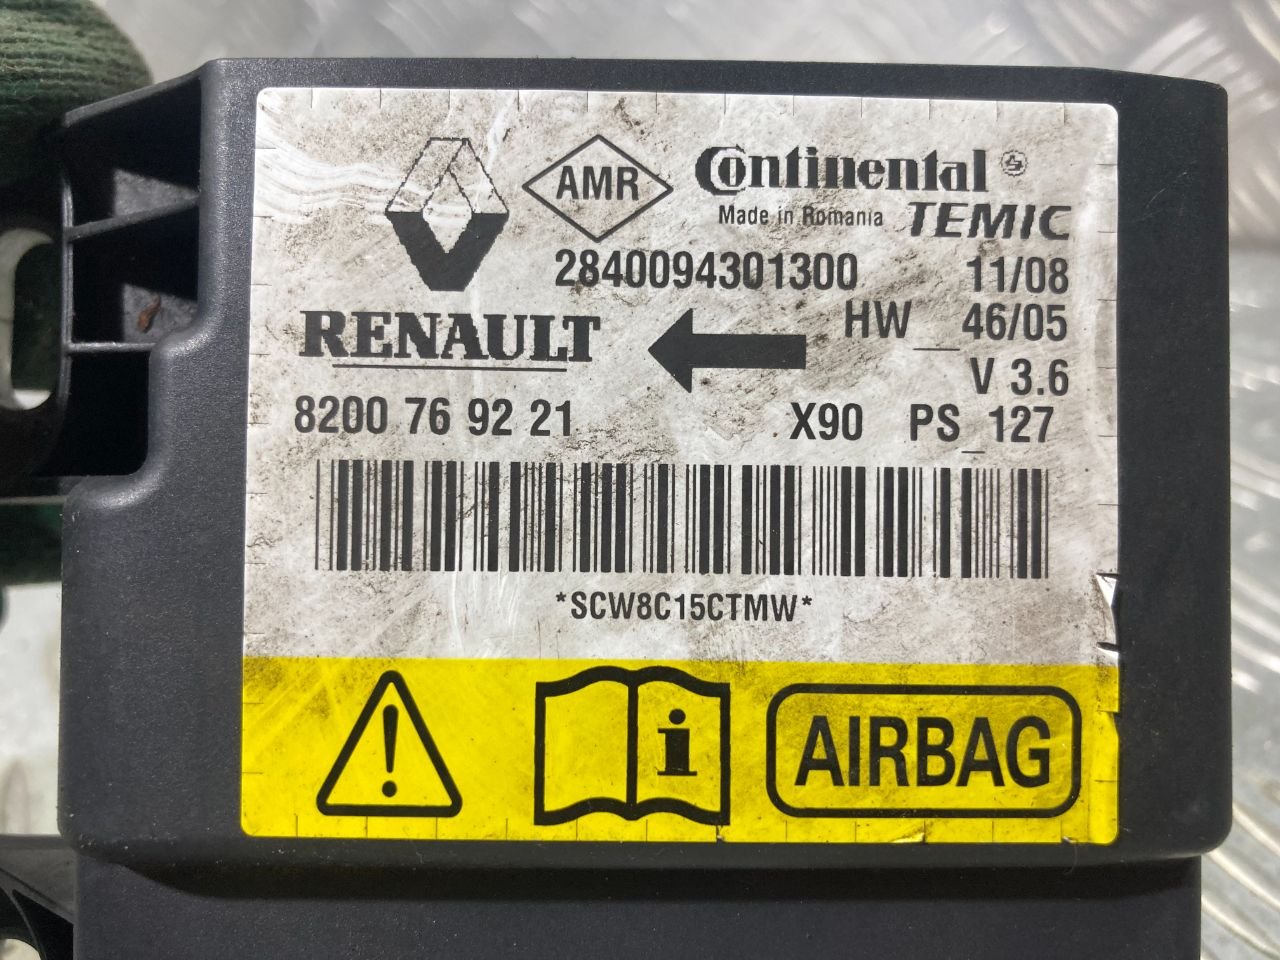 AMR
Continental
Made in Romania TEMIC
2840094301300 11/08
RENAULT HW__46/05
V 3.6
8200 76 92 21 X90 PS_127
*SCW8C15CTMW*
i AIRBAG